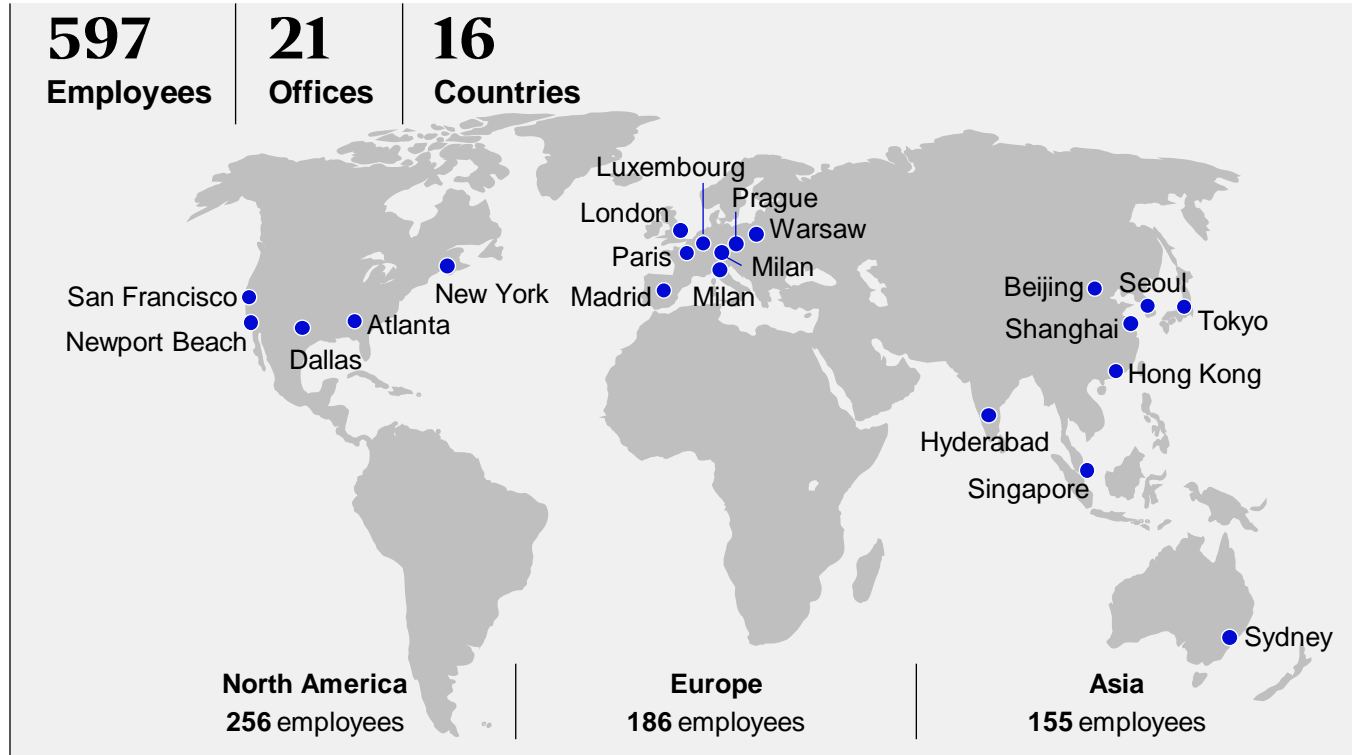 597
Employees
21
Offices
16
Countries
Luxembourg
Prague
London
Warsaw
Paris
Milan
Madrid
Milan
San Francisco
New York
Newport Beach
Atlanta
Dallas
Beijing
Seoul
Shanghai
Tokyo
Hong Kong
Hyderabad
Singapore
Sydney
North America
256 employees
Europe
186 employees
Asia
155 employees